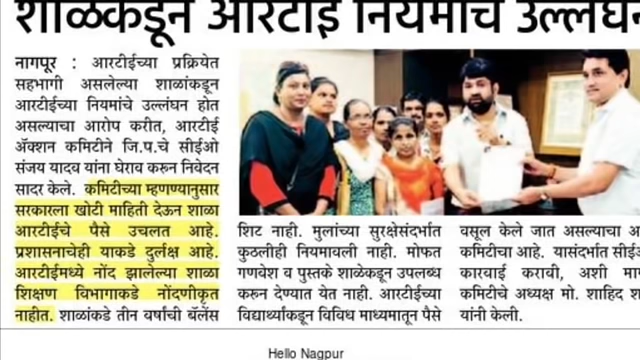 शाळेकडून आरटीई नियमांचे उल्लंघन
नागपूर : आरटीईच्या प्रक्रियेत
सहभागी असलेल्या शाळांकडून
आरटीईच्या नियमांचे उल्लंघन होत
असल्याचा आरोप करीत, आरटीई
ॲक्शन कमिटीने जि.प.चे सीईओ
संजय यादव यांना घेराव करून निवेदन
सादर केले. कमिटीच्या म्हणण्यानुसार
सरकारला खोटी माहिती देऊन शाळा
आरटीईचे पैसे उचलत आहे.
प्रशासनाचेही याकडे दुर्लक्ष आहे.
आरटीईमध्ये नोंद झालेल्या शाळा
शिक्षण विभागाकडे नोंदणीकृत
नाहीत. शाळांकडे तीन वर्षांची बॅलेंस
शिट नाही. मुलांच्या सुरक्षेसंदर्भात
कुठलीही नियमावली नाही. मोफत
गणवेश व पुस्तके शाळेकडून उपलब्ध
करून देण्यात येत नाही. आरटीईच्या
विद्यार्थ्यांकडून विविध माध्यमातून पैसे
वसूल केले जात असल्याचा
कमिटीचा आहे. यासंदर्भात
कारवाई करावी, अशी
कमिटीचे अध्यक्ष मो. शाहिद
यांनी केली.
Hello Nagpur